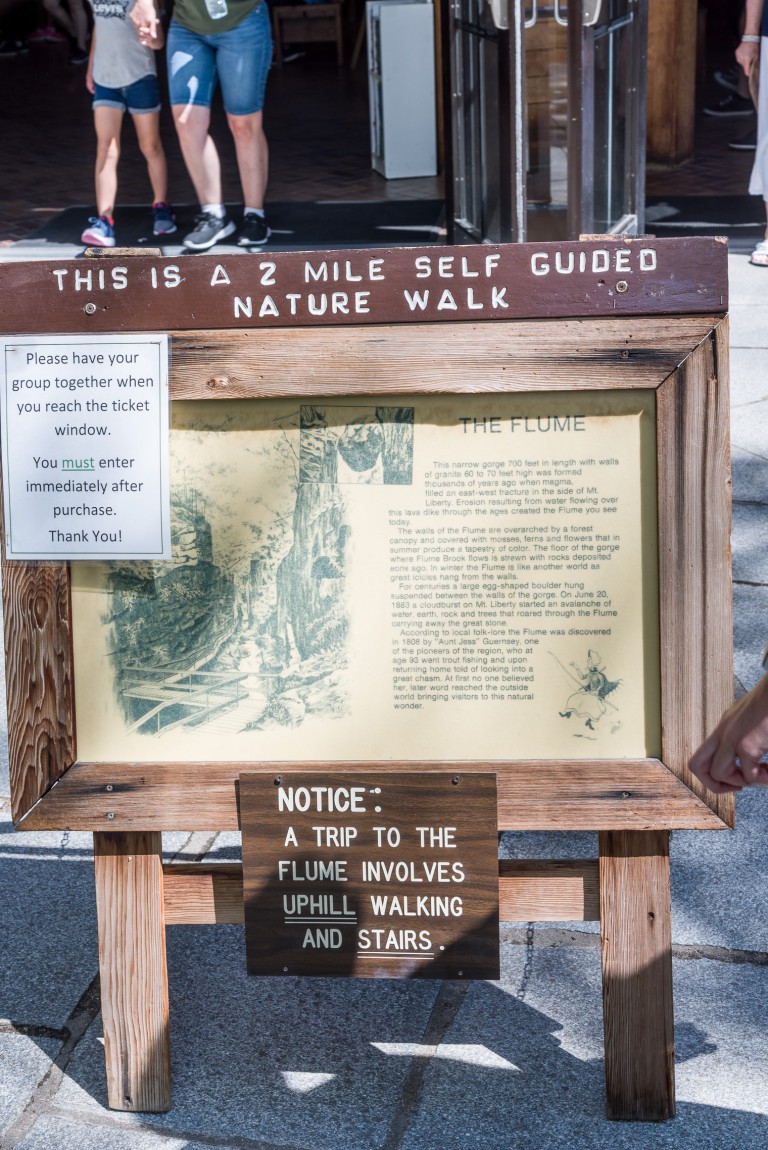 THIS IS A 2 MILE SELF GUIDED
NATURE WALK
Please have your
group together when
you reach the ticket
window.
You must enter
immediately after
purchase.
Thank You!
THE FLUME
This narrow gorge 700 feet in length with walls
of granite 60 to 70 feet high was formed
thousands of years ago when magma,
filled an east-west fracture in the side of Mt.
Liberty. Erosion resulting from water flowing over
this lava dike through the ages created the Flume you see
today.
The walls of the Flume are overarched by a forest
canopy and covered with mosses, ferns and flowers that in
summer produce a tapestry of color. The floor of the gorge
where Flume Brook flows is strewn with rocks deposited
eons ago. In winter the Flume is like another world as
great icicles hang from the walls.
For centuries a large egg-shaped boulder hung
suspended between the walls of the gorge. On June 20,
1883 a cloudburst on Mt. Liberty started an avalanche of
water, earth, rock and trees that roared through the Flume
carrying away the great stone.
According to local folk-lore the Flume was discovered
in 1808 by "Aunt Jess" Guernsey, one
of the pioneers of the region, who at
age 93 went trout fishing and upon
returning home told of looking into a
great chasm. At first no one believed
her, later word reached the outside
world bringing visitors to this natural
wonder.
NOTICE:
A TRIP TO THE
FLUME INVOLVES
UPHILL WALKING
AND STAIRS.